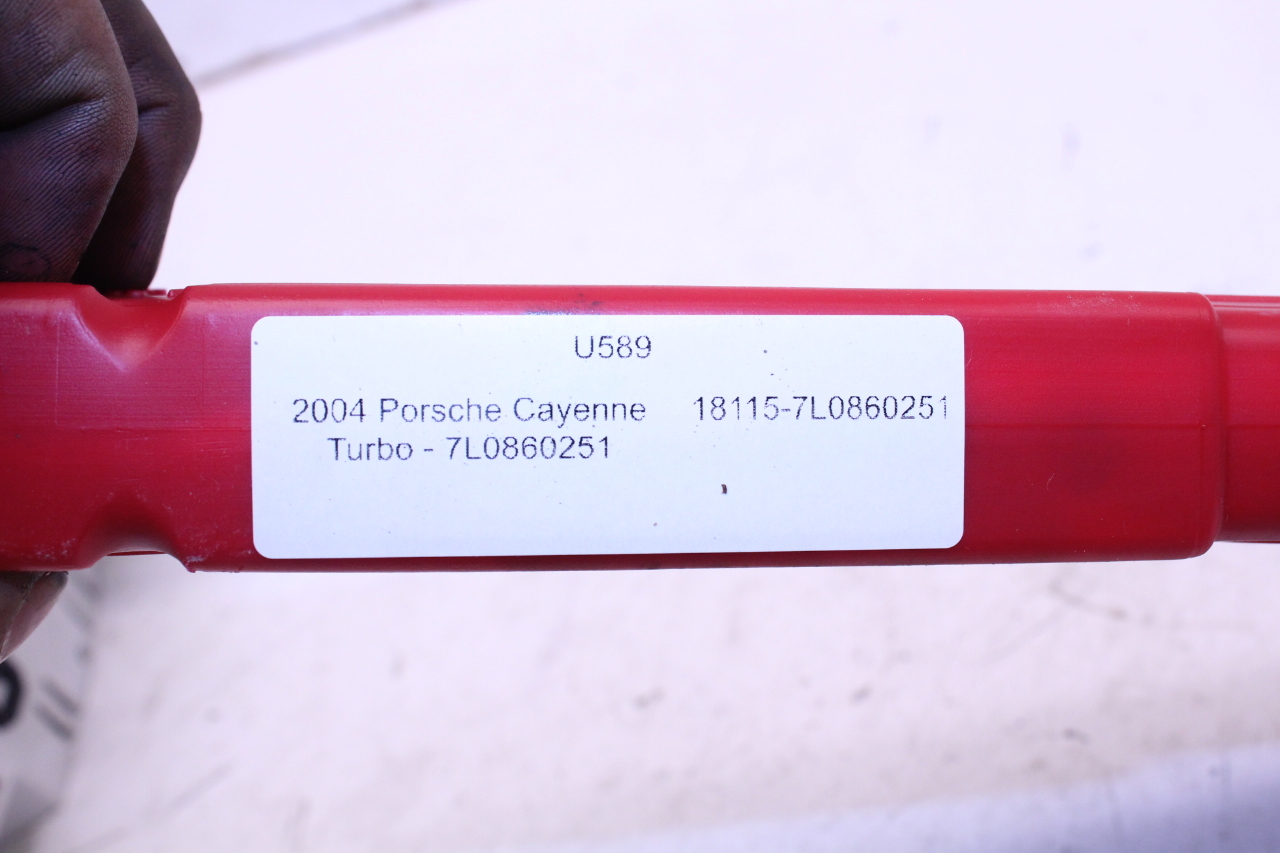 U589
2004 Porsche Cayenne 18115-7L0860251
Turbo - 7L0860251